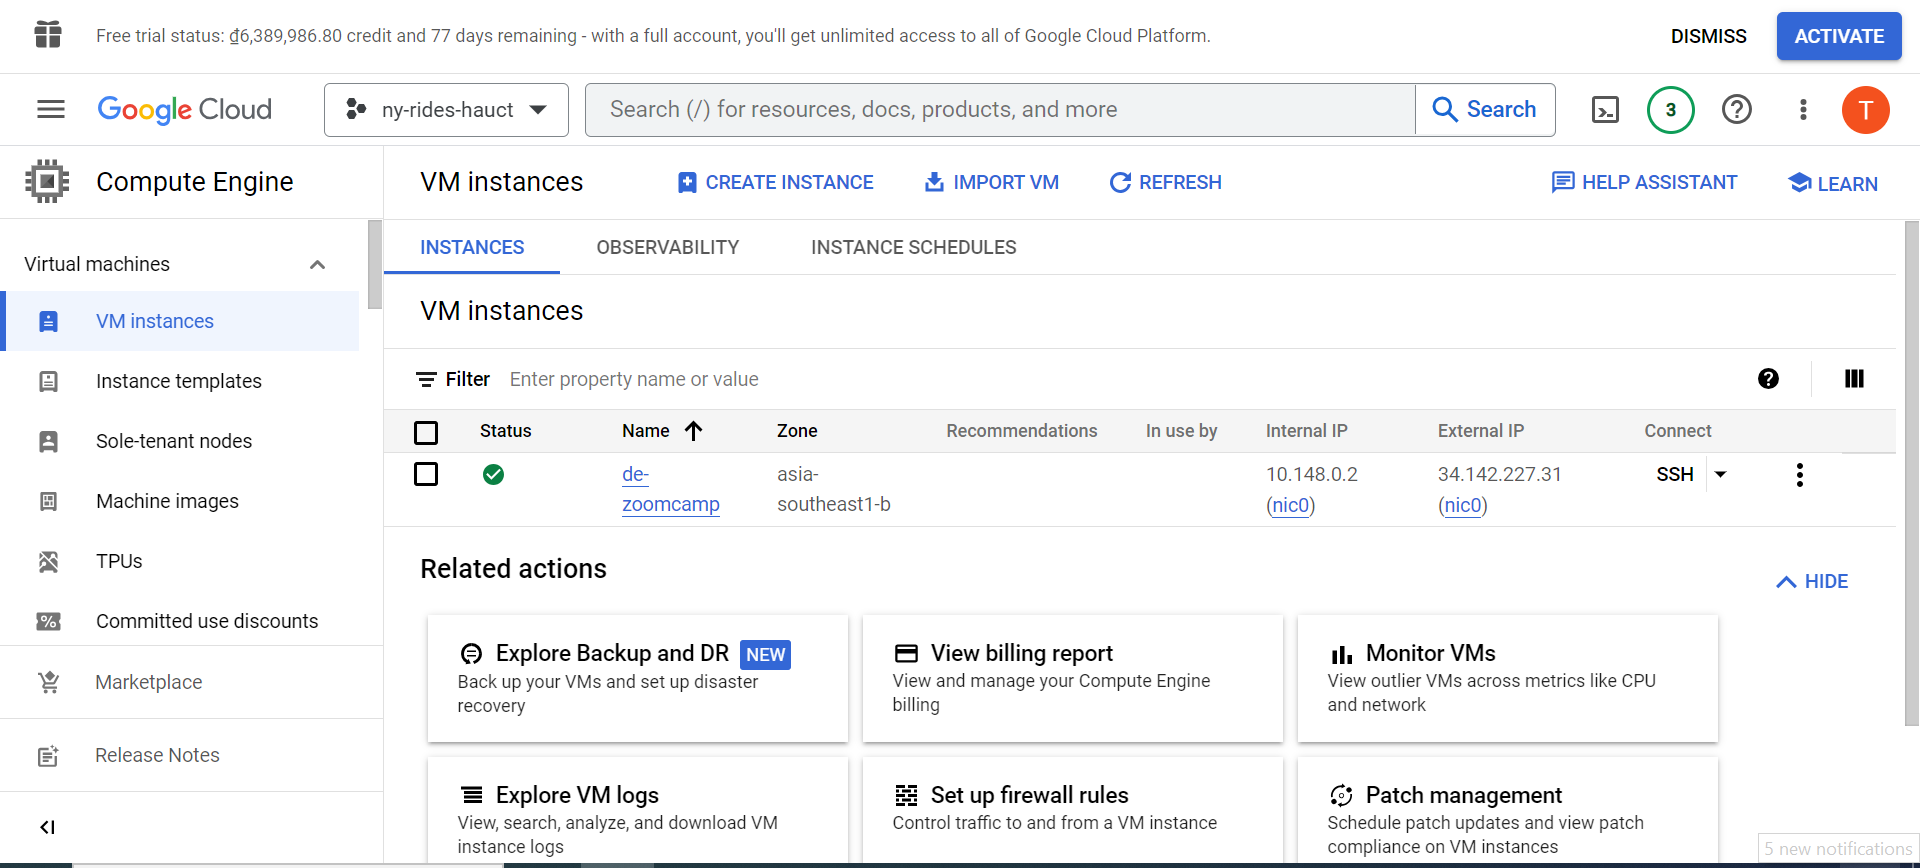 Free trial status: ₫6,389,986.80 credit and 77 days remaining - with a full account, you'll get unlimited access to all of Google Cloud Platform.
DISMISS
ACTIVATE
Google Cloud
ny-rides-hauct
Search (/) for resources, docs, products, and more
Search
3
T
Compute Engine
VM instances
CREATE INSTANCE
IMPORT VM
REFRESH
HELP ASSISTANT
LEARN
Virtual machines
VM instances
Instance templates
Sole-tenant nodes
Machine images
TPUs
Committed use discounts
Marketplace
Release Notes
INSTANCES
OBSERVABILITY
INSTANCE SCHEDULES
VM instances
Filter
Enter property name or value
Status
Name
Zone
Recommendations
In use by
Internal IP
External IP
Connect
de-
zoomcamp
asia-
southeast1-b
10.148.0.2
(nic0)
34.142.227.31
(nic0)
SSH
Related actions
HIDE
Explore Backup and DR NEW
Back up your VMs and set up disaster
recovery
View billing report
View and manage your Compute Engine
billing
Monitor VMs
View outlier VMs across metrics like CPU
and network
Explore VM logs
View, search, analyze, and download VM
instance logs
Set up firewall rules
Control traffic to and from a VM instance
Patch management
Schedule patch updates and view patch
compliance on VM instances
5 new notifications